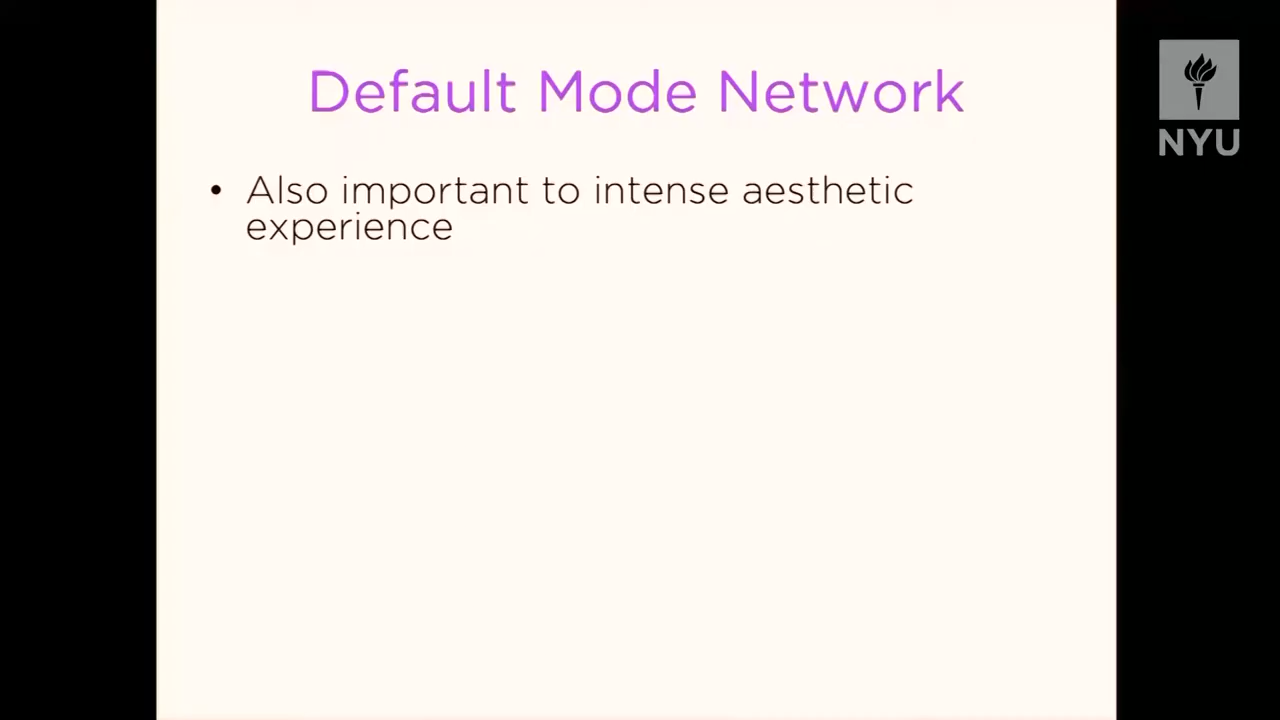 Default Mode Network
NYU
• Also important to intense aesthetic
experience